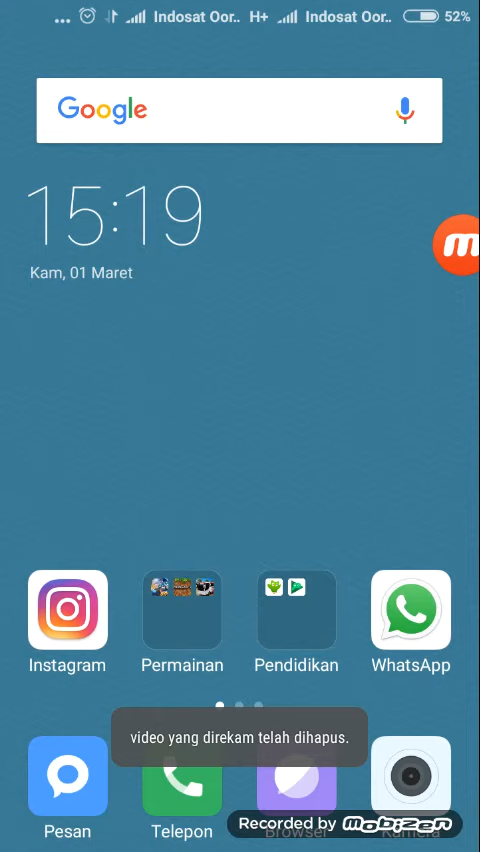 ... Indosat Oor.. H+ Indosat Oor.. 52%
Google
15:19
Kam, 01 Maret
Instagram Permainan Pendidikan WhatsApp
video yang direkam telah dihapus.
Pesan Telepon Browser Kamera
Recorded by mobizen